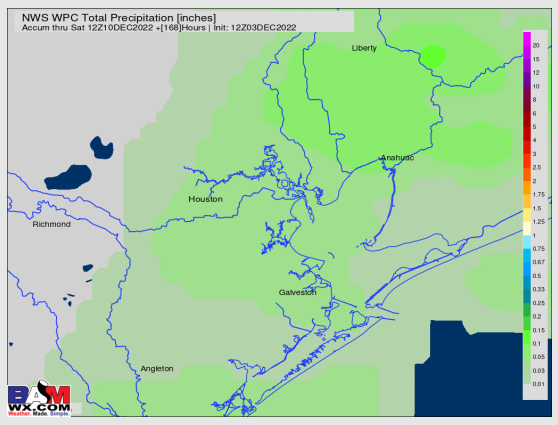 NWS WPC Total Precipitation [inches]
Accum thru Sat 12Z10DEC2022 +[168]Hours | Init: 12Z03DEC2022
Liberty
Anahuac
Houston
Richmond
Galveston
Angleton
20
15
12
10
8
6
5
4
3
2.5
2
1.75
1.5
1.25
1
0.75
0.67
0.5
0.33
0.25
0.2
0.15
0.1
0.05
0.03
0.01
BAM
WX.COM
Weather. Made. Simple.